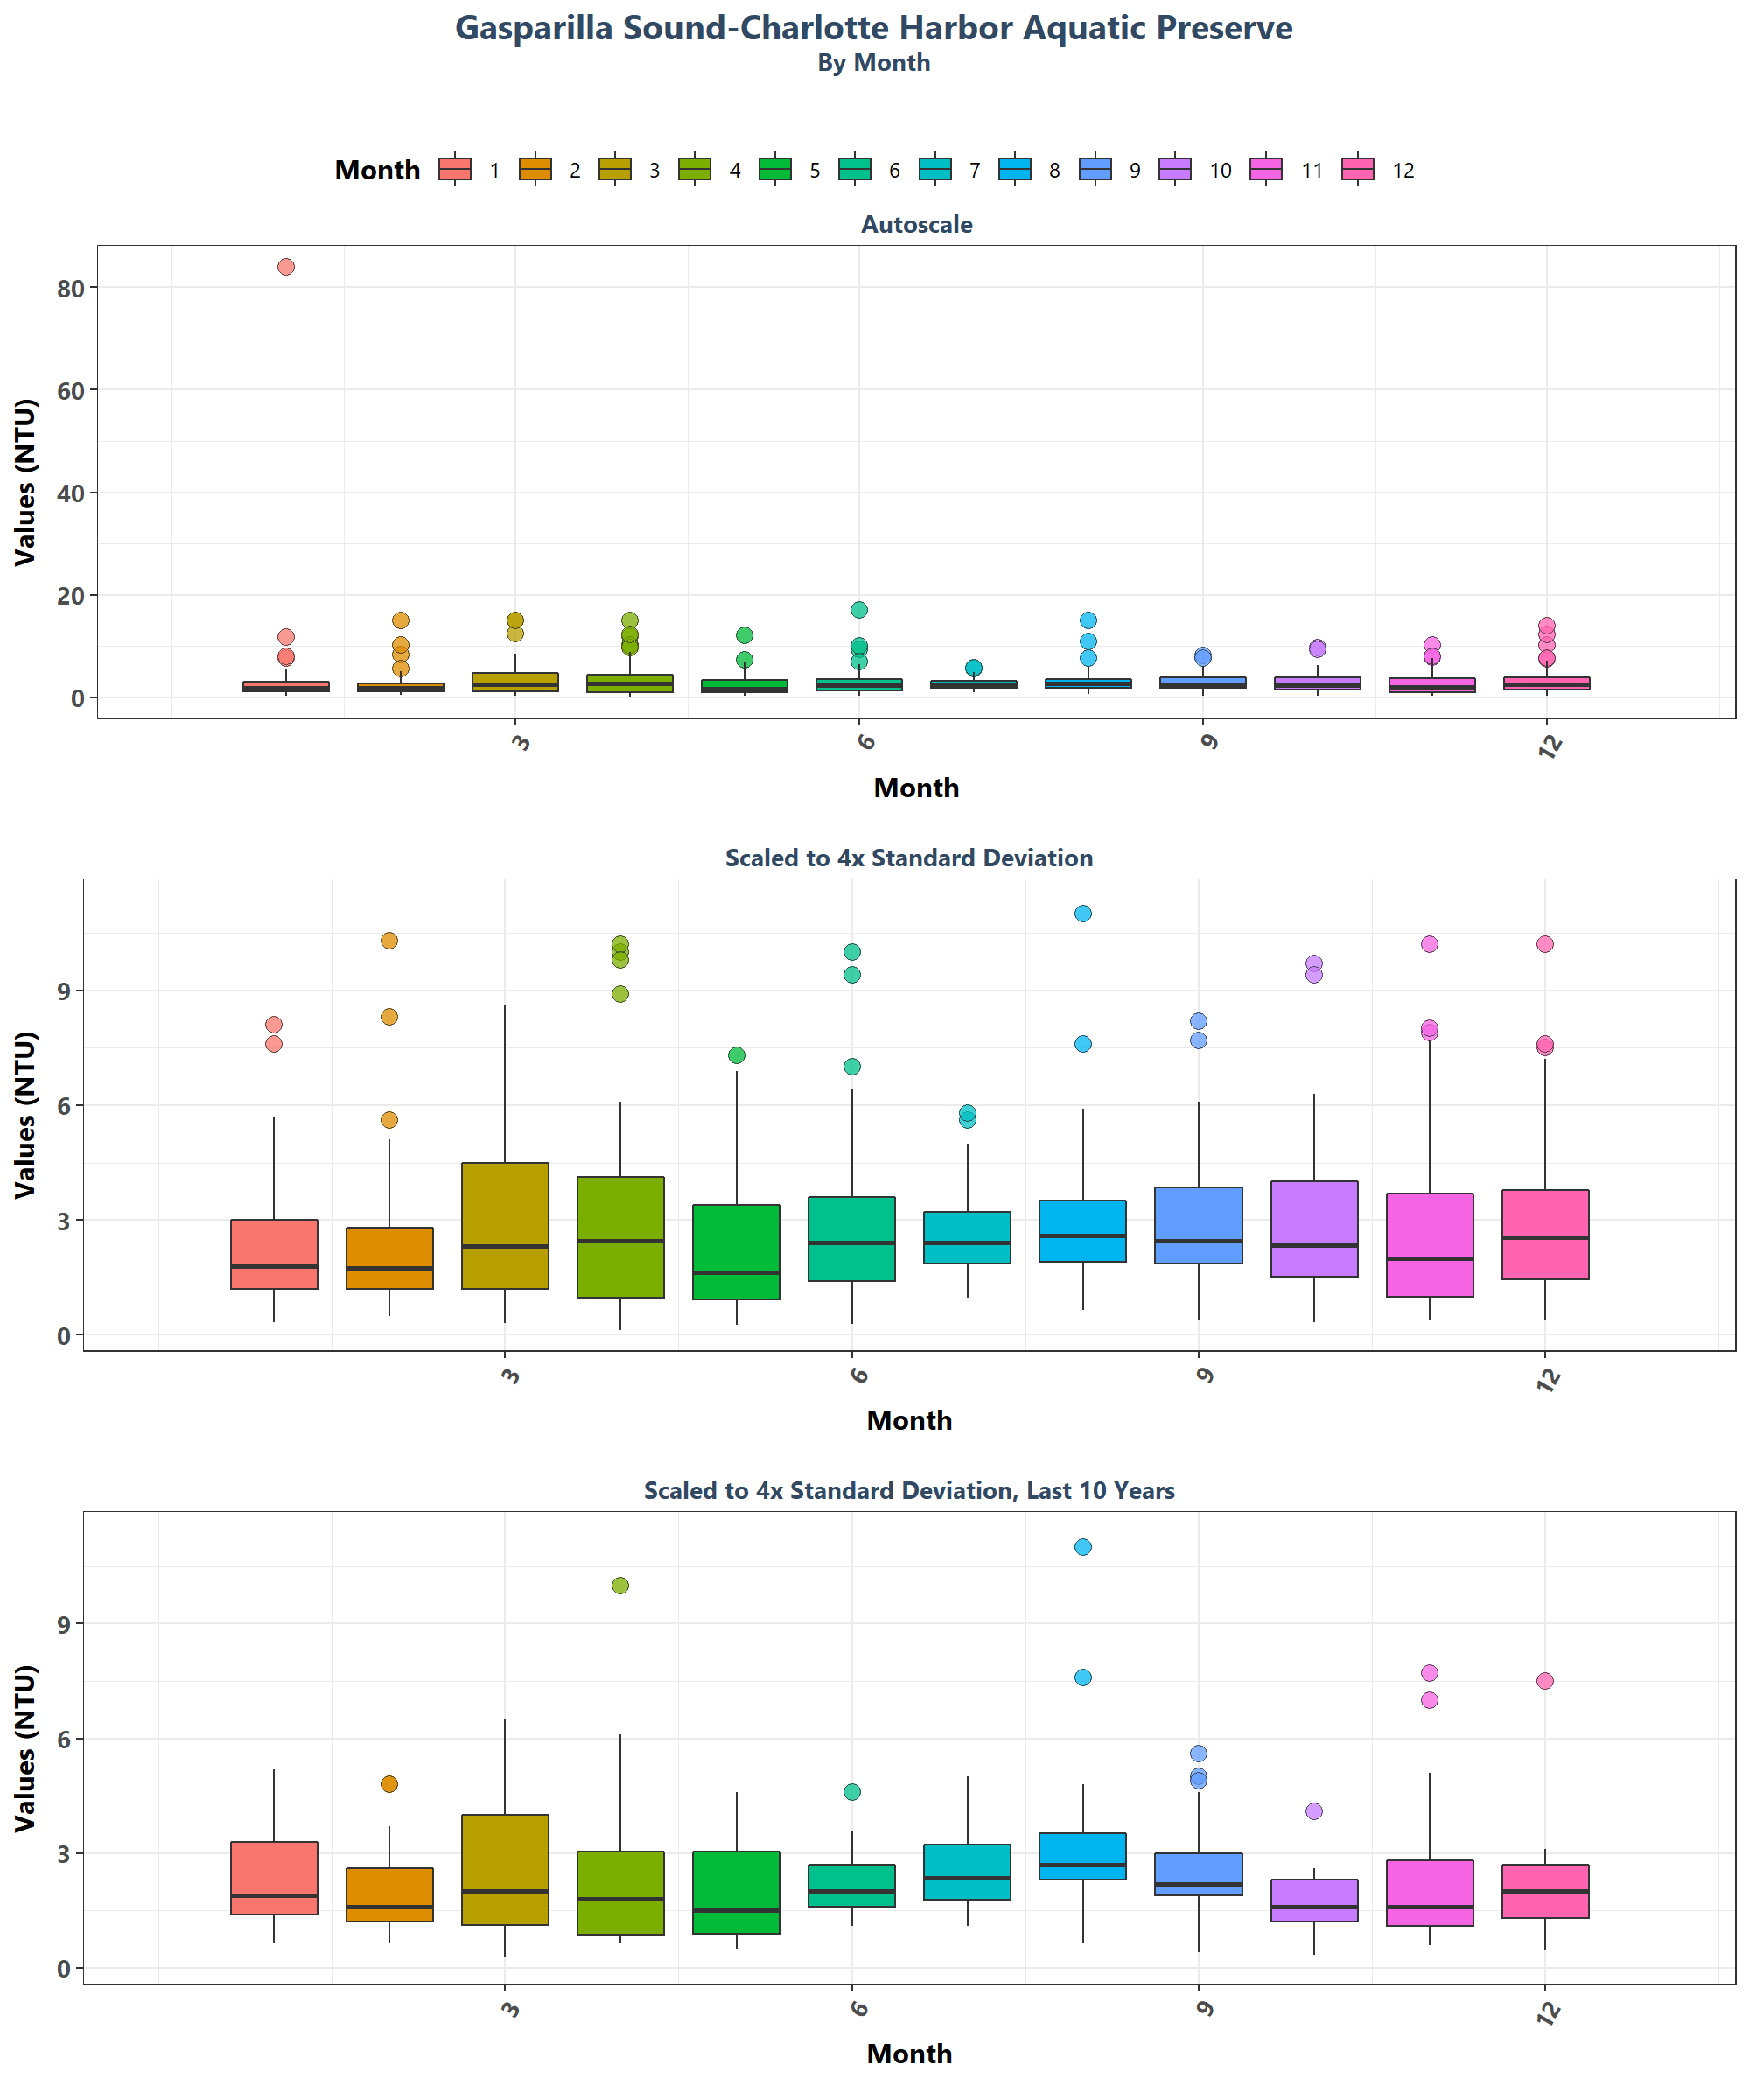 Gasparilla Sound-Charlotte Harbor Aquatic Preserve
By Month
Month 1 2 3 4 5 6 7 8 9 10 11 12
Autoscale
Values (NTU)
80
60
40
20
0
3 6 9 12
Month
Scaled to 4x Standard Deviation
Values (NTU)
9
6
3
0
3 6 9 12
Month
Scaled to 4x Standard Deviation, Last 10 Years
Values (NTU)
9
6
3
0
3 6 9 12
Month